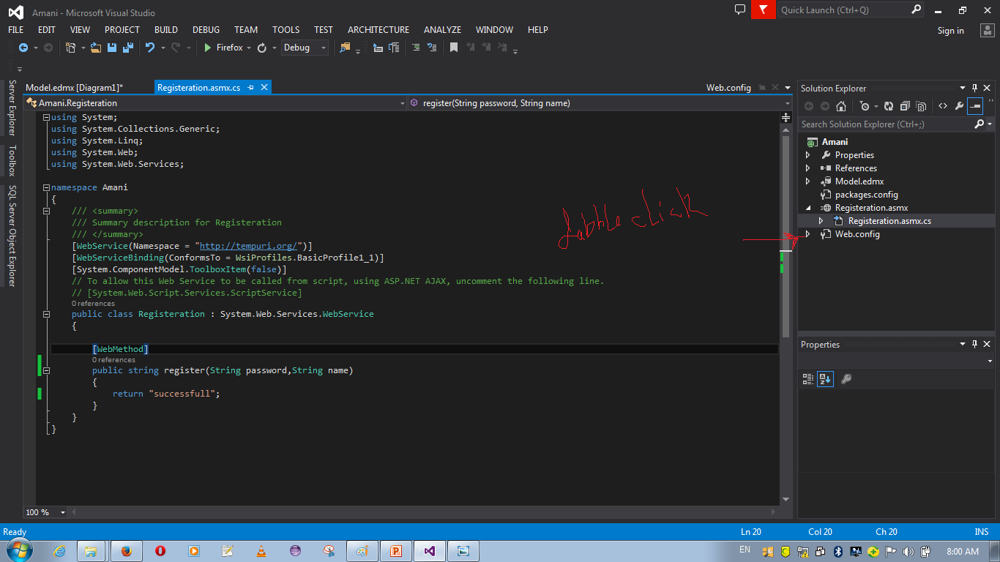 Amani - Microsoft Visual Studio
Quick Launch (Ctrl+Q)
FILE EDIT VIEW PROJECT BUILD DEBUG TEAM TOOLS TEST ARCHITECTURE ANALYZE WINDOW HELP
Sign in
Firefox
Debug
Server Explorer
Toolbox
SQL Server Object Explorer
Model.edmx [Diagram1]*
Registeration.asmx.cs
Web.config
Amani.Registeration
register(String password, String name)
using System;
using System.Collections.Generic;
using System.Linq;
using System.Web;
using System.Web.Services;
namespace Amani
{
/// <summary>
/// Summary description for Registeration
/// </summary>
[WebService(Namespace = "http://tempuri.org/")]
[WebServiceBinding(ConformsTo = WsiProfiles.BasicProfile1_1)]
[System.ComponentModel.ToolboxItem(false)]
// To allow this Web Service to be called from script, using ASP.NET AJAX, uncomment the following line.
// [System.Web.Script.Services.ScriptService]
0 references
public class Registeration : System.Web.Services.WebService
{
[WebMethod]
0 references
public string register(String password,String name)
{
return "successfull";
}
}
}
click
100 %
Solution Explorer
Search Solution Explorer (Ctrl+;)
Amani
Properties
References
Model.edmx
packages.config
Registeration.asmx
Registeration.asmx.cs
Web.config
Properties
Ready
Ln 20
Col 20
Ch 20
INS
EN
8:00 AM